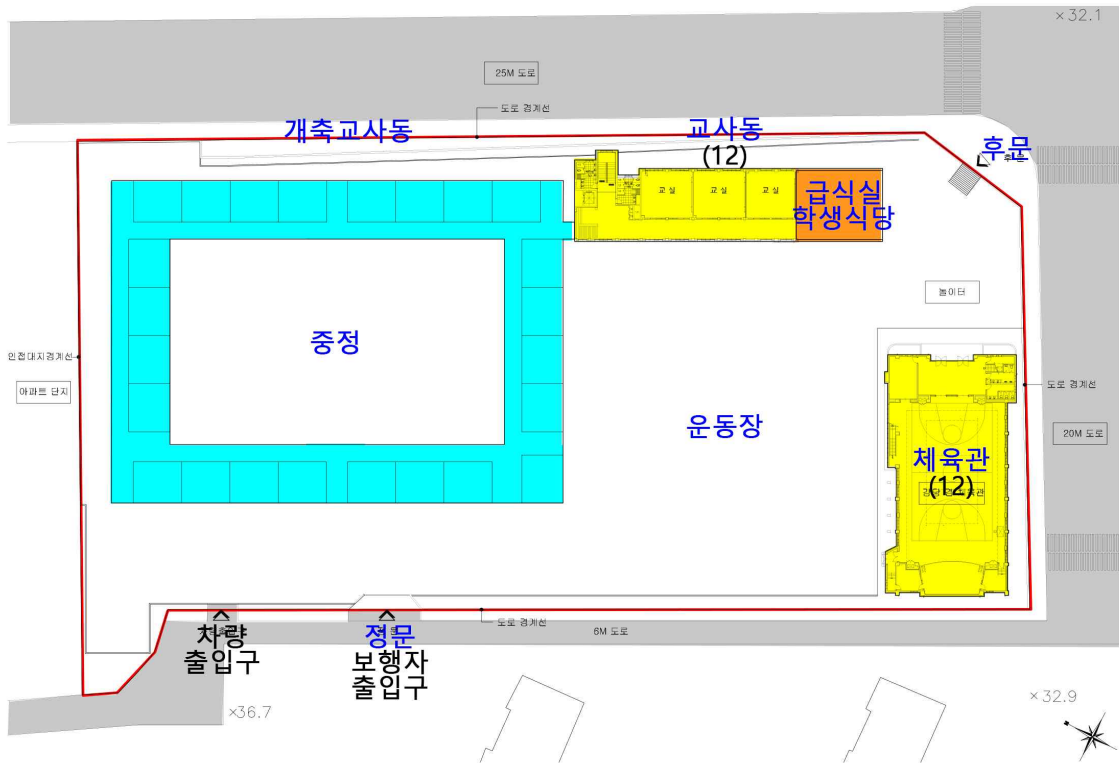 ×32.1
25M 도로
도로 경계선
개축교사동
교사동
(12)
후문
교 실
교 실
교 실
급식실
학생식당
놀이터
중정
인접대지경계선
아파트 단지
도로 경계선
운동장
20M 도로
체육관
(12)
도로 경계선
6M 도로
차량
출입구
정문
보행자
출입구
×36.7
×32.9